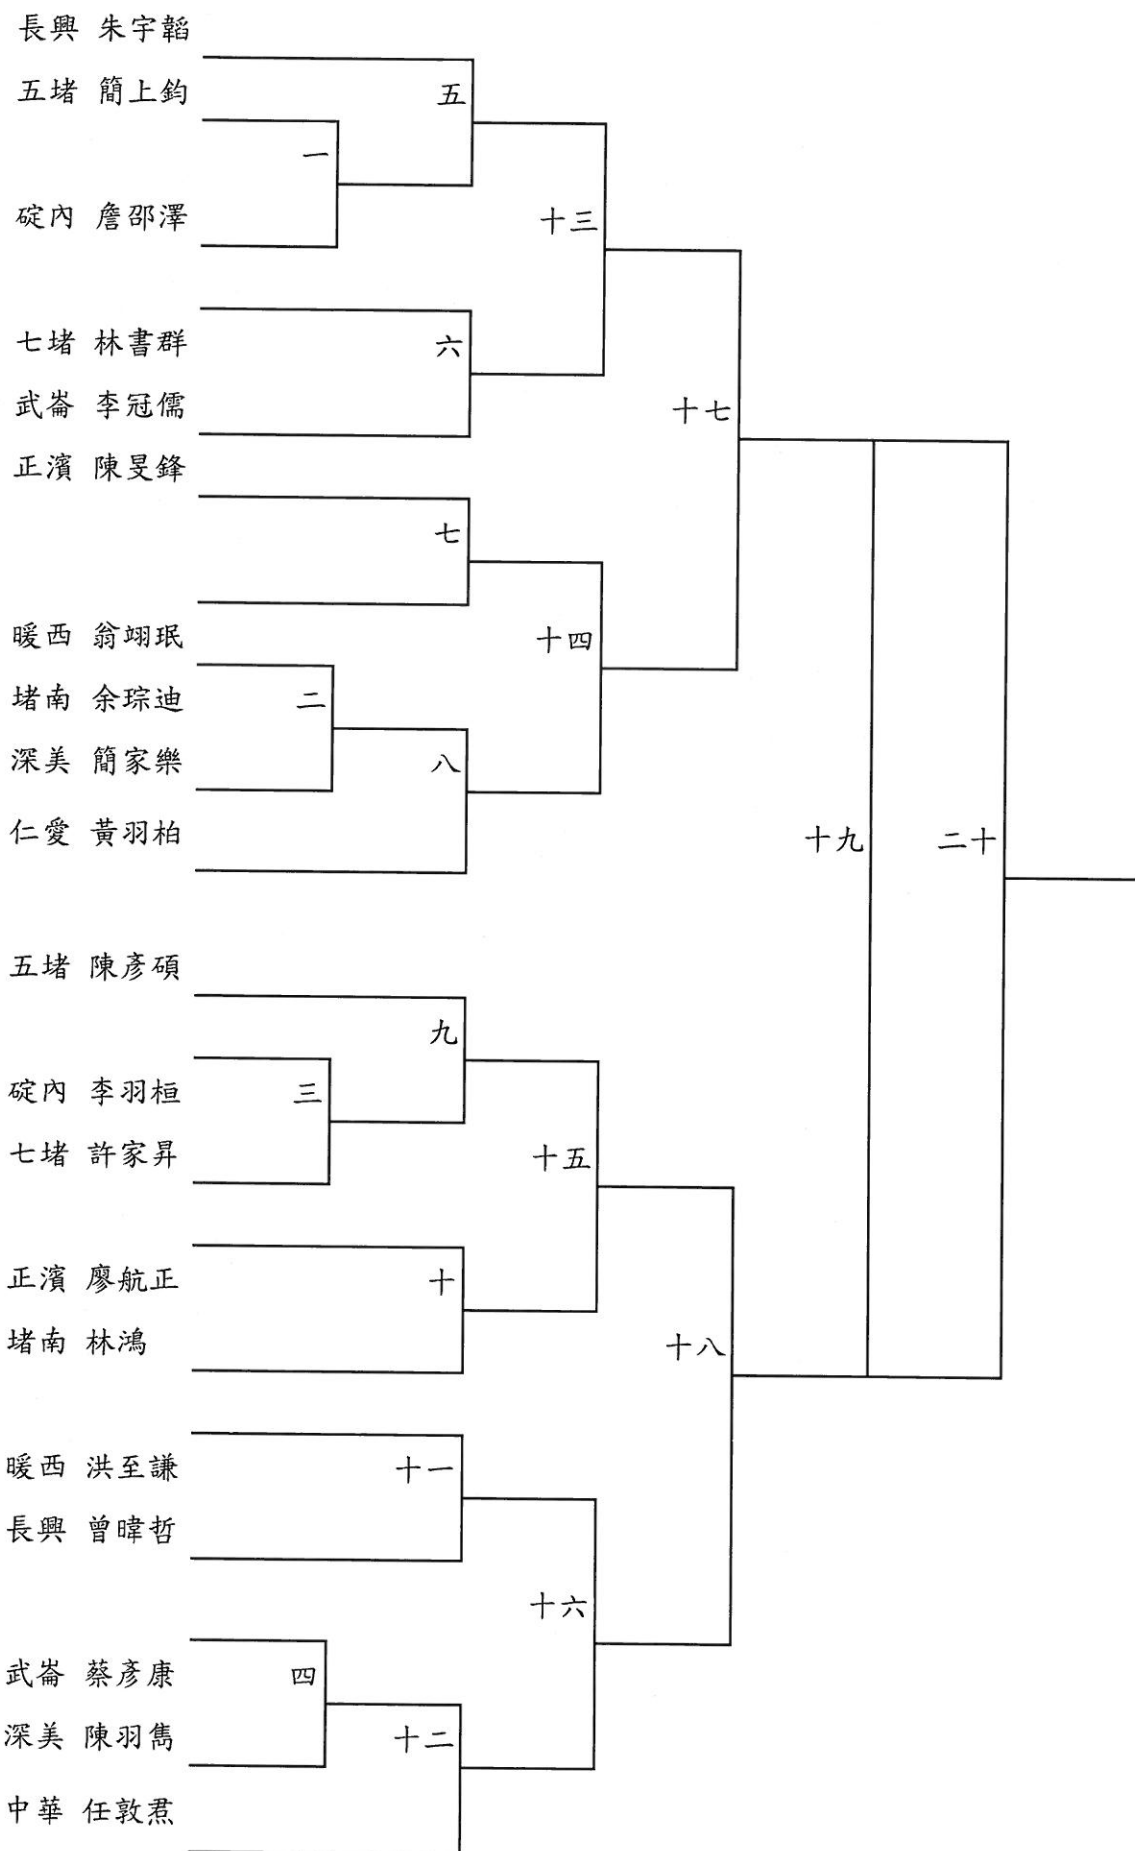 長興 朱宇韜
五堵 簡上鈞
五
一
碇內 詹邵澤
十三
七堵 林書群
六
武崙 李冠儒
十七
正濱 陳旻鋒
七
暖西 翁翊珉
十四
堵南 余琮迪
二
深美 簡家樂
八
仁愛 黃羽柏
十九
二十
五堵 陳彥碩
九
碇內 李羽桓
三
七堵 許家昇
十五
正濱 廖航正
十
堵南 林鴻
十八
暖西 洪至謙
十一
長興 曾暐哲
十六
武崙 蔡彥康
四
深美 陳羽雋
十二
中華 任敦焄